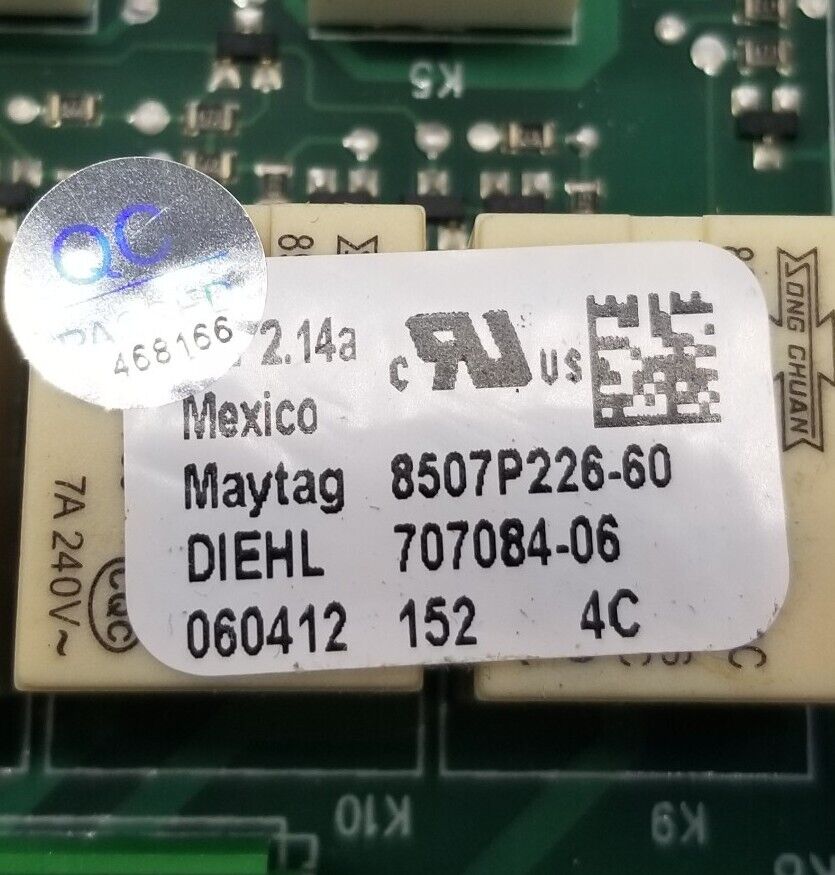 K5
QC
468166
2.14a
c RU US
Mexico
Maytag 8507P226-60
DIEHL 707084-06
060412 152 4C
SONG CHUAN
7A 240V~
CQC
K10
K9